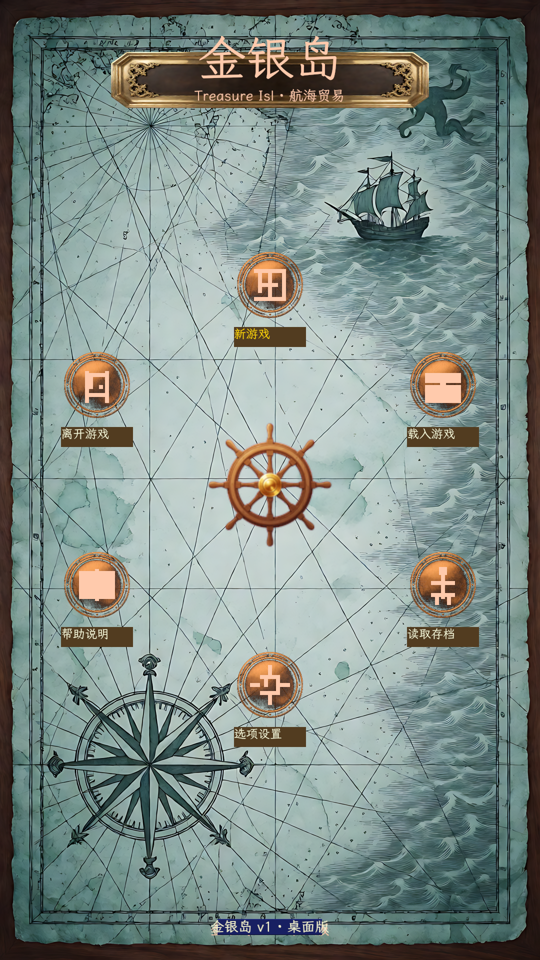 金银岛
Treasure Isl·航海贸易
新游戏
离开游戏
载入游戏
帮助说明
读取存档
选项设置
金银岛 v1·桌面版